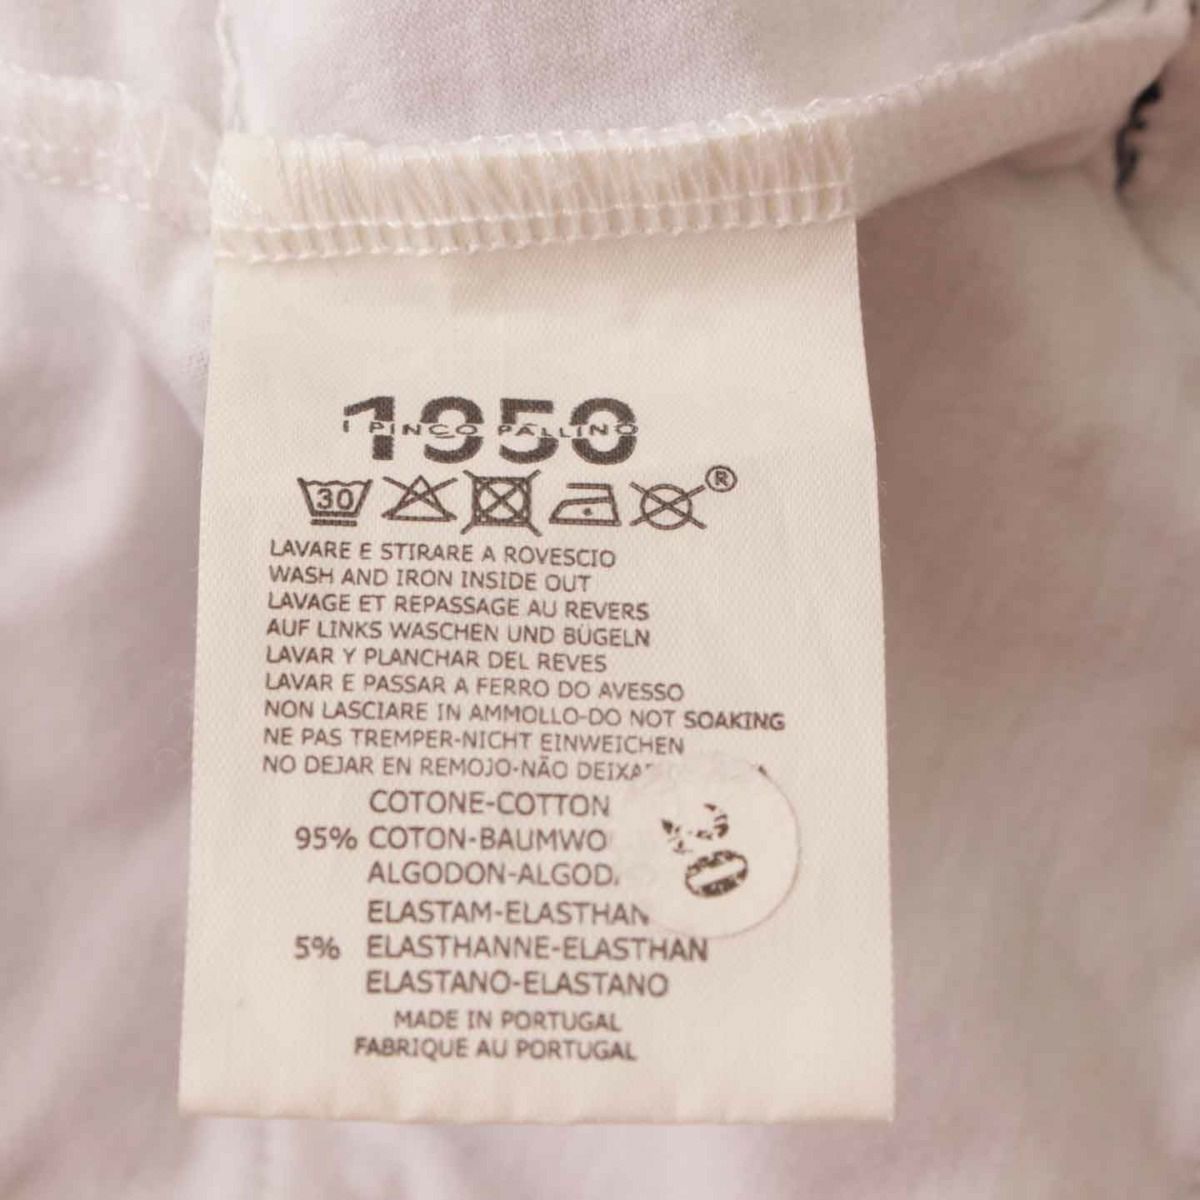 1950
I PINCO PALLINO
30
®
LAVARE E STIRARE A ROVESCIO
WASH AND IRON INSIDE OUT
LAVAGE ET REPASSAGE AU REVERS
AUF LINKS WASCHEN UND BÜGELN
LAVAR Y PLANCHAR DEL REVES
LAVAR E PASSAR A FERRO DO AVESSO
NON LASCIARE IN AMMOLLO-DO NOT SOAKING
NE PAS TREMPER-NICHT EINWEICHEN
NO DEJAR EN REMOJO-NÃO
COTONE-COTTON
95% COTON-
ALGODON-
ELASTAM-ELASTHAN
5% ELASTHANNE-ELASTHAN
ELASTANO-ELASTANO
MADE IN PORTUGAL
FABRIQUE AU PORTUGAL